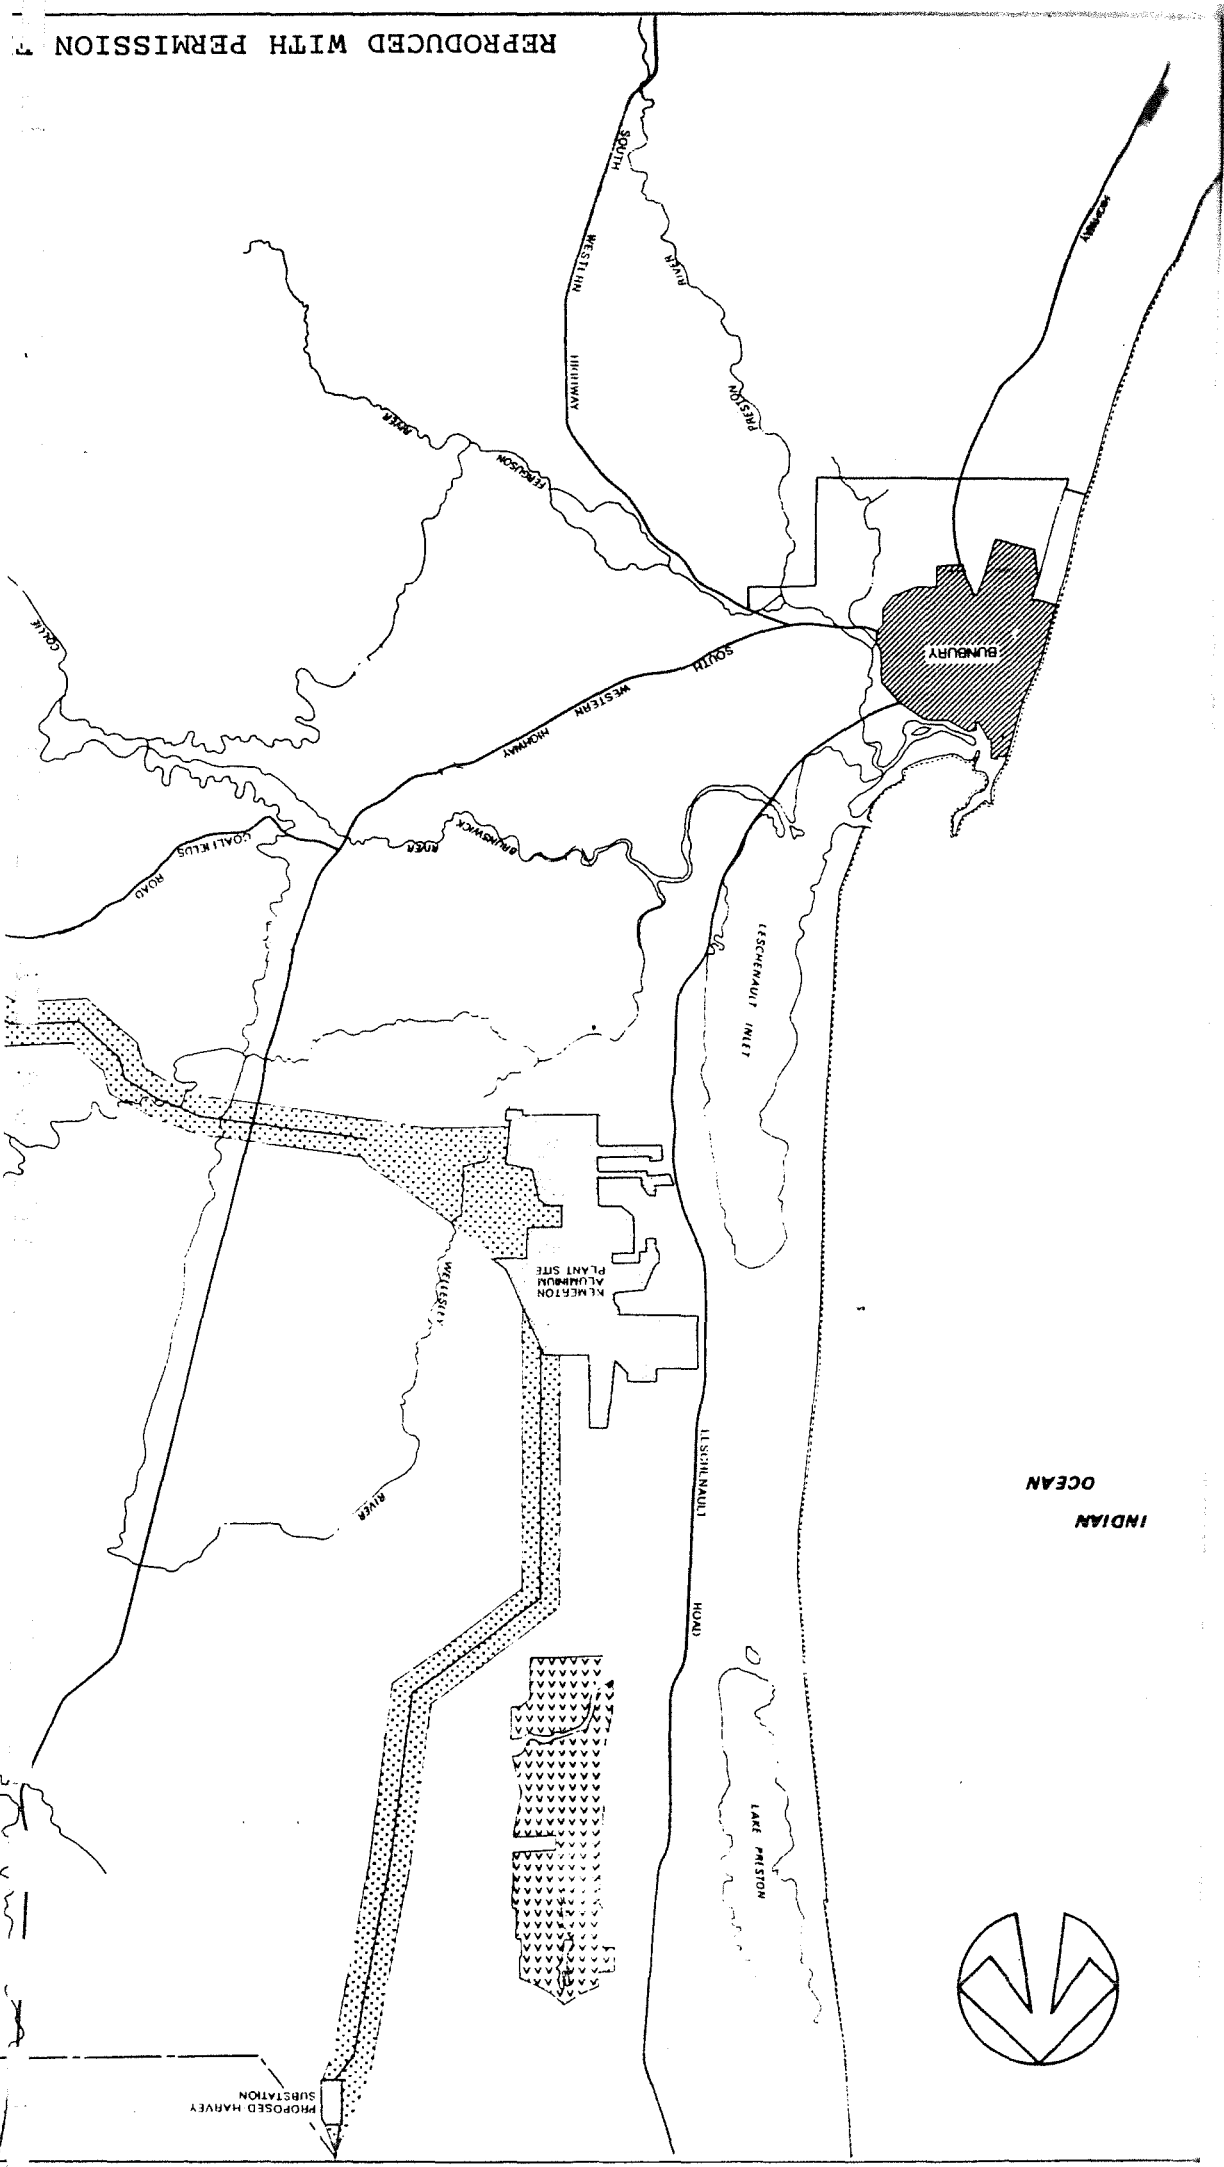 PROPOSED HARVEY
SUBSTATION
LAKE PRESTON
ROAD
INDIAN
OCEAN
RIVER
LESCHENAULT
KEMERTON
ALUMINIUM
PLANT SITE
WELLESLEY
LESCHENAULT INLET
ROAD
COALFIELDS
RIVER
BRUNSWICK
HIGHWAY
WESTERN
SOUTH
BUNBURY
COLLIE
FERGUSON
RIVER
PRESTON
RIVER
HIGHWAY
WESTERN
SOUTH
HIGHWAY
REPRODUCED WITH PERMISSION